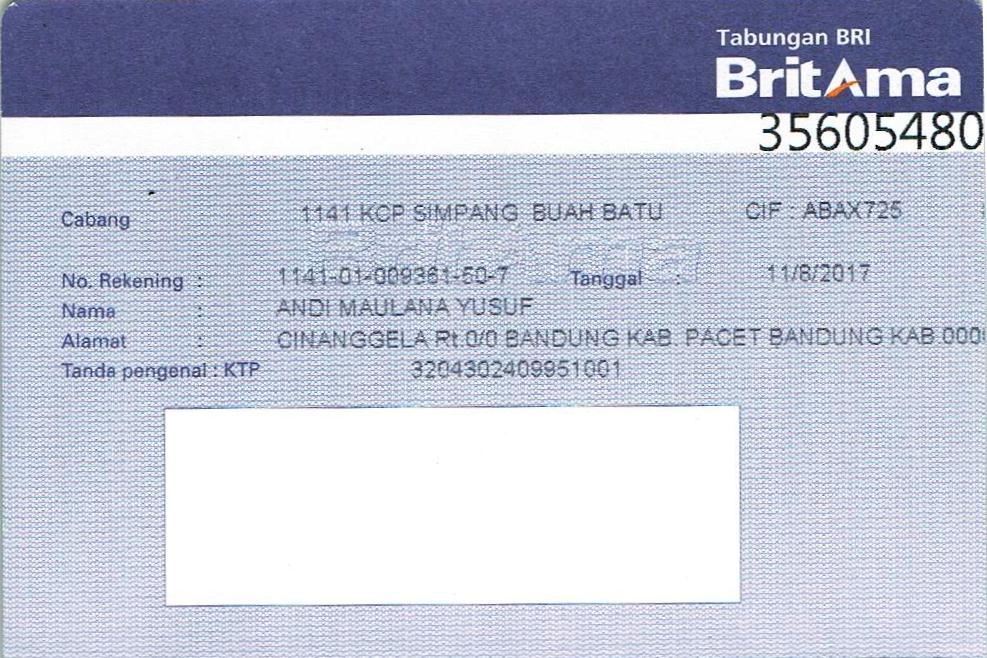 Tabungan BRI
BritAma
35605480
Cabang 1141 KCP SIMPANG BUAH BATU CIF - ABAX725
No. Rekening : 1141-01-009361-50-7 Tanggal : 11/8/2017
Nama : ANDI MAULANA YUSUF
Alamat : CINANGGELA Rt.0/0 BANDUNG KAB. PACET BANDUNG KAB 000
Tanda pengenal : KTP 3204302409951001